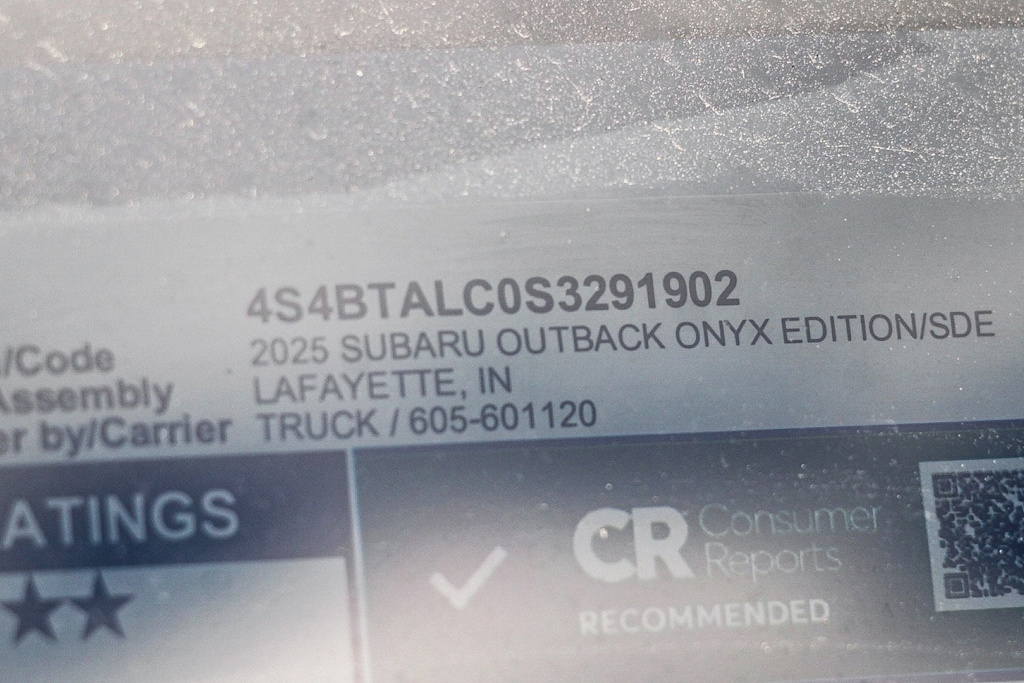 4S4BTALC0S3291902
/Code 2025 SUBARU OUTBACK ONYX EDITION/SDE
Assembly LAFAYETTE, IN
er by/Carrier TRUCK / 605-601120
ATINGS
CR Consumer
Reports
RECOMMENDED